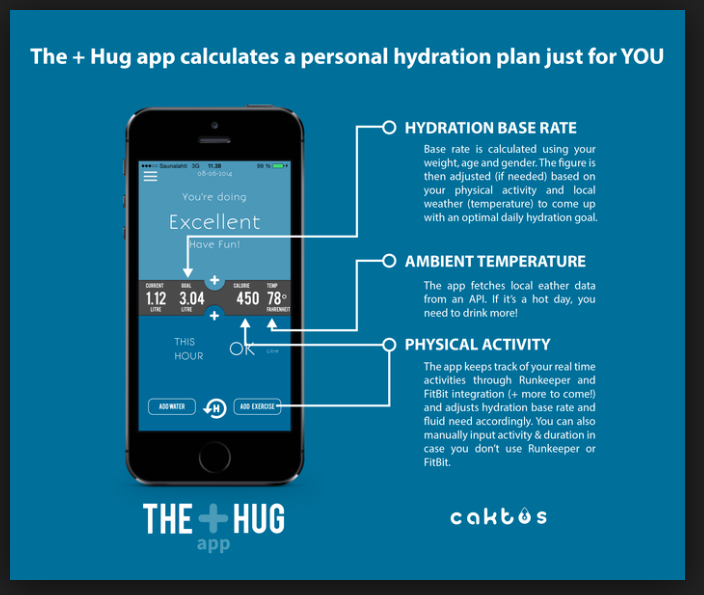 The + Hug app calculates a personal hydration plan just for YOU
Saunalahti 3G 11.38 99 %
08-06-2014
You're doing
Excellent
Have Fun!
CURRENT GOAL CALORIE TEMP
1.12 3.04 450 78°
LITRE LITRE FAHRENHEIT
THIS
HOUR
OK
ADD WATER H ADD EXERCISE
THE + HUG
app
HYDRATION BASE RATE
Base rate is calculated using your
weight, age and gender. The figure is
then adjusted (if needed) based on
your physical activity and local
weather (temperature) to come up
with an optimal daily hydration goal.
AMBIENT TEMPERATURE
The app fetches local eather data
from an API. If it's a hot day, you
need to drink more!
PHYSICAL ACTIVITY
The app keeps track of your real time
activities through Runkeeper and
FitBit integration (+ more to come!)
and adjusts hydration base rate and
fluid need accordingly. You can also
manually input activity & duration in
case you don't use Runkeeper or
FitBit.
caktus